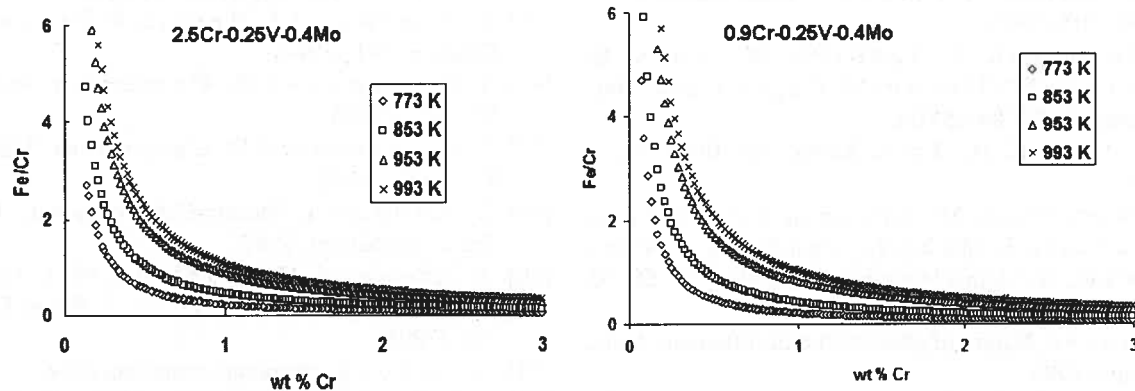 2.5Cr-0.25V-0.4Mo
Fe/Cr
6
4
2
0
773 K
853 K
953 K
993 K
0
1
2
3
wt % Cr
0.9Cr-0.25V-0.4Mo
Fe/Cr
6
4
2
0
773 K
853 K
953 K
993 K
0
1
2
3
wt % Cr